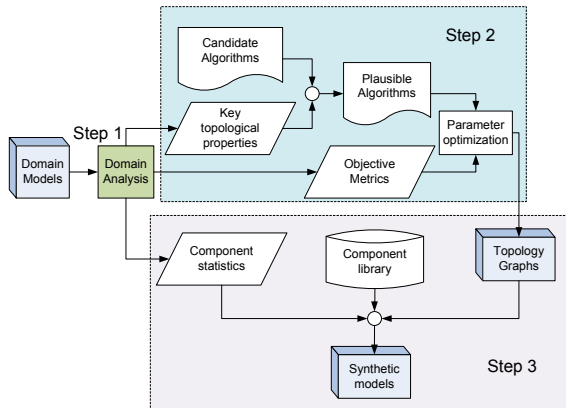 Candidate
Algorithms
Step 2
Plausible
Algorithms
Step 1
Key
topological
properties
Parameter
optimization
Domain
Models
Domain
Analysis
Objective
Metrics
Component
statistics
Component
library
Topology
Graphs
Synthetic
models
Step 3